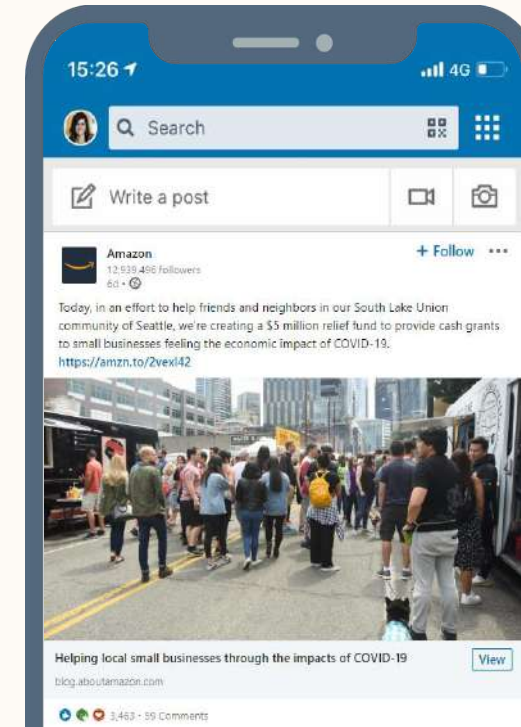 15:26
4G
Search
Write a post
Amazon
+ Follow
12,939,496 followers
6d
Today, in an effort to help friends and neighbors in our South Lake Union
community of Seattle, we're creating a $5 million relief fund to provide cash grants
to small businesses feeling the economic impact of COVID-19.
https://amzn.to/2vexl42
Helping local small businesses through the impacts of COVID-19
View
blog.aboutamazon.com
3,463 • 99 Comments